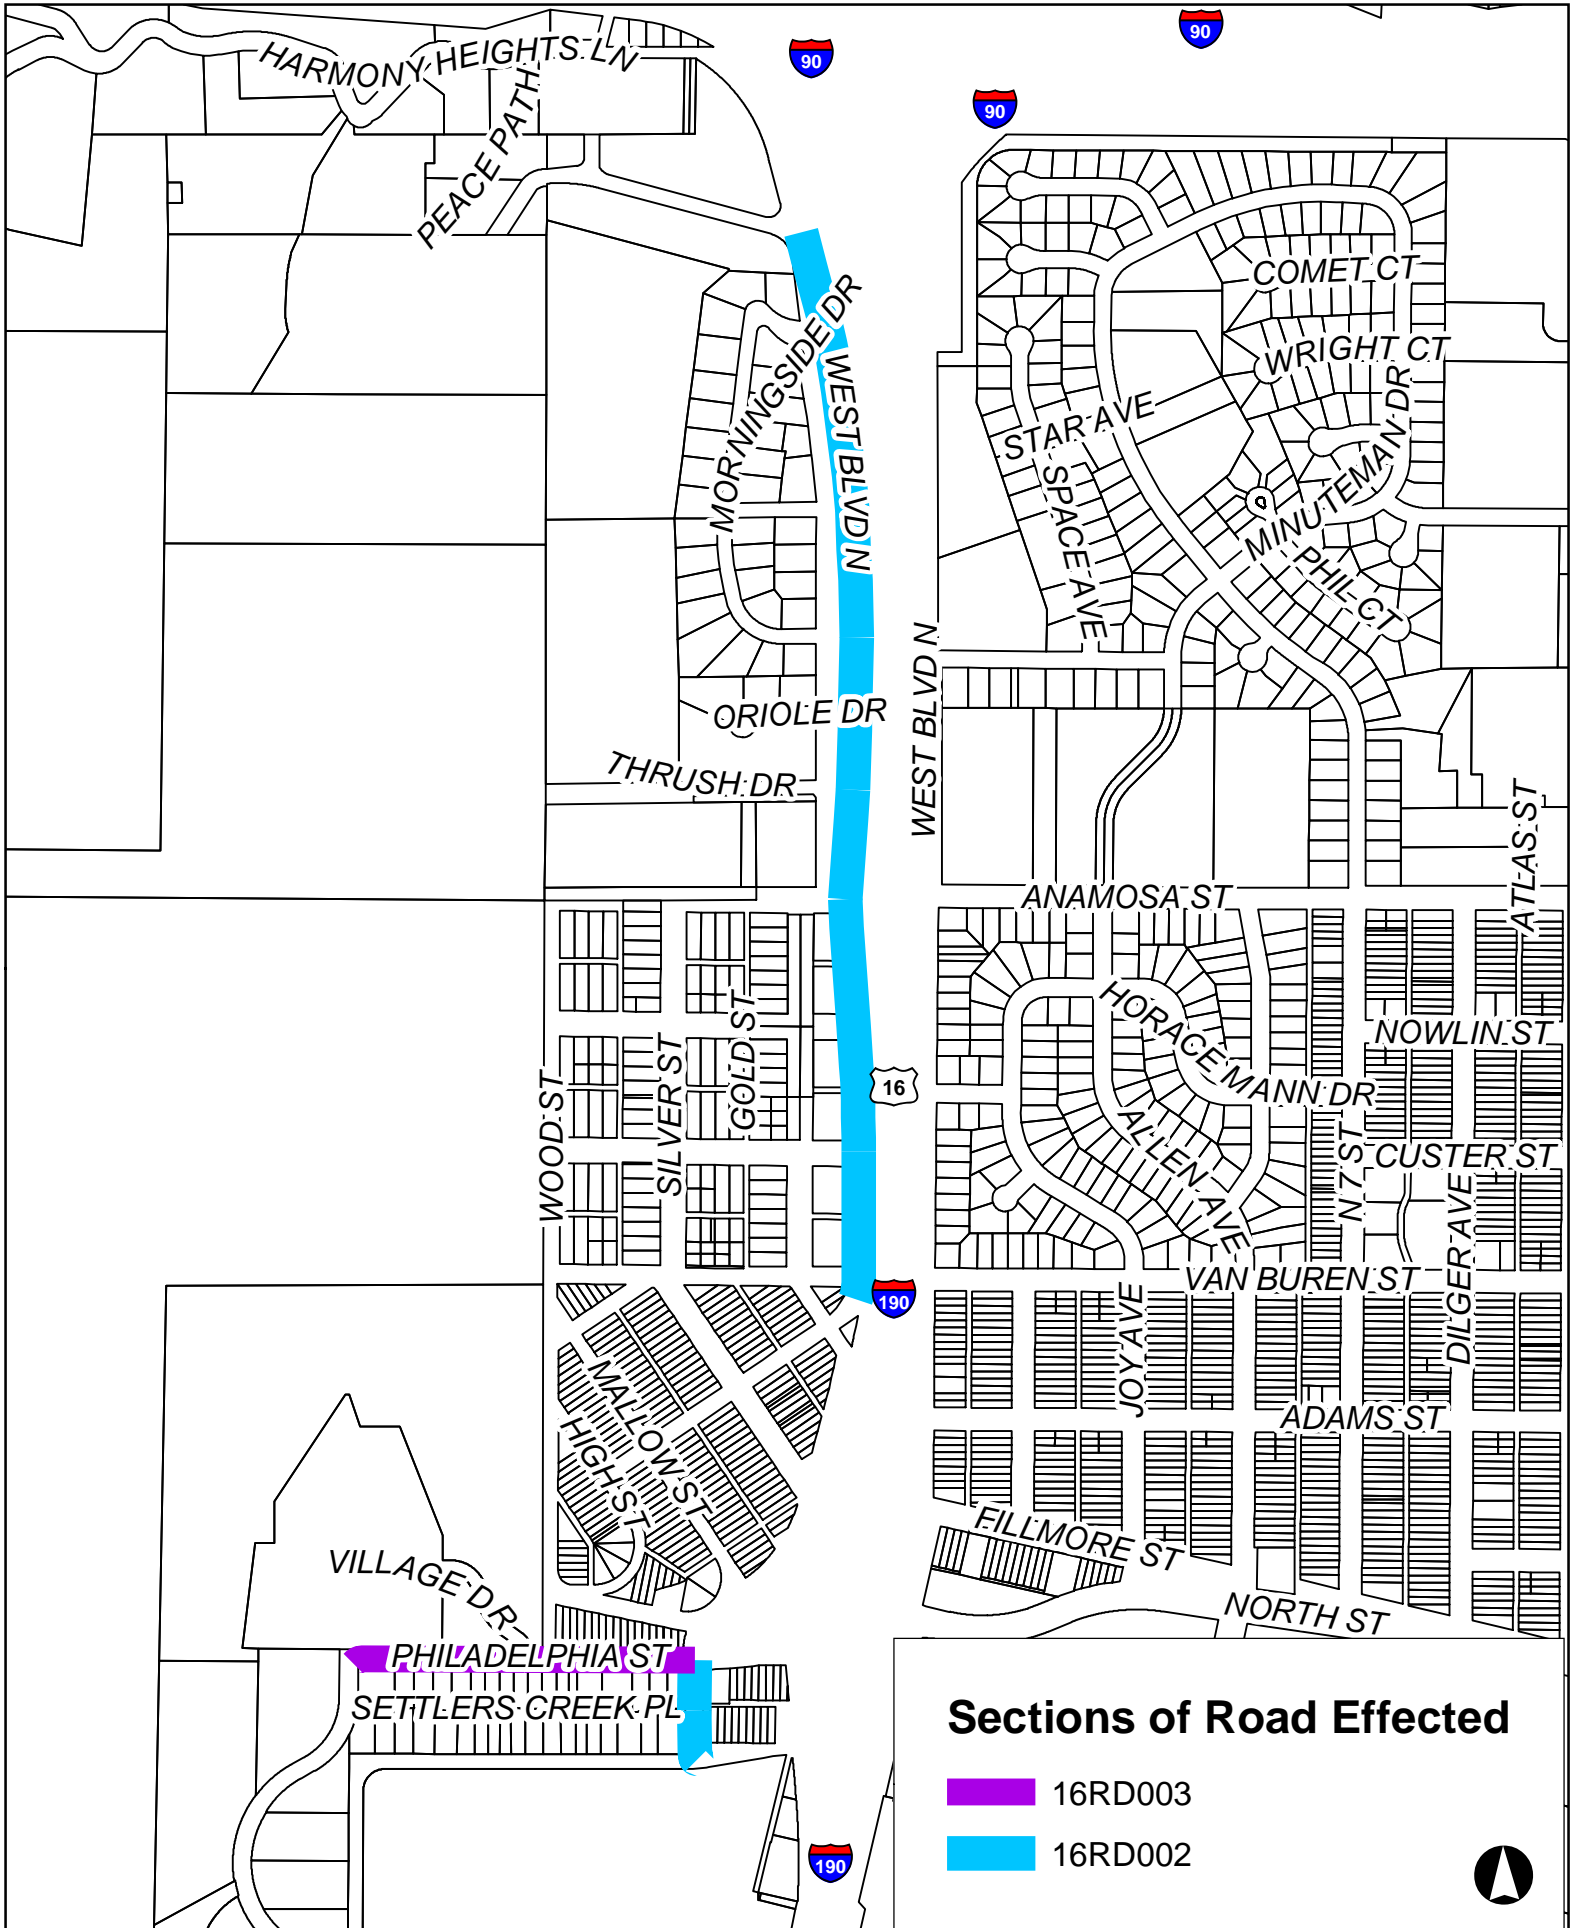 90
90
90
HARMONY HEIGHTS LN
PEACE PATH
COMET CT
WRIGHT CT
MORNINGSIDE DR
WEST BLVD N
STAR AVE
SPACE AVE
MINUTEMAN DR
PHIL CT
WEST BLVD N
ORIOLE DR
THRUSH DR
ATLAS ST
ANAMOSA ST
HORACE MANN DR
NOWLIN ST
GOLD ST
SILVER ST
WOOD ST
16
ALLEN AVE
N 7 ST
CUSTER ST
DILGER AVE
VAN BUREN ST
190
JOY AVE
MALLOW ST
HIGH ST
ADAMS ST
FILLMORE ST
NORTH ST
VILLAGE DR
PHILADELPHIA ST
SETTLERS CREEK PL
190
Sections of Road Effected
16RD003
16RD002